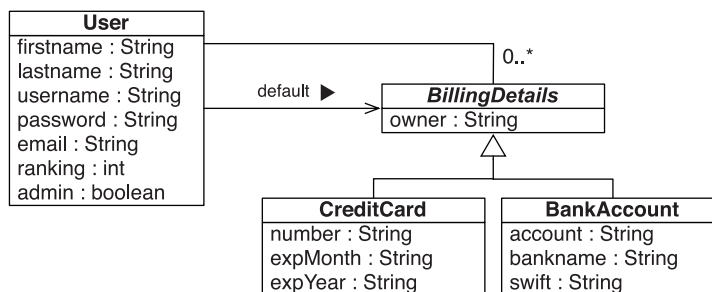 User
firstname : String
lastname : String
username : String
password : String
email : String
ranking : int
admin : boolean
0..*
default ▶
BillingDetails
owner : String
CreditCard
number : String
expMonth : String
expYear : String
BankAccount
account : String
bankname : String
swift : String